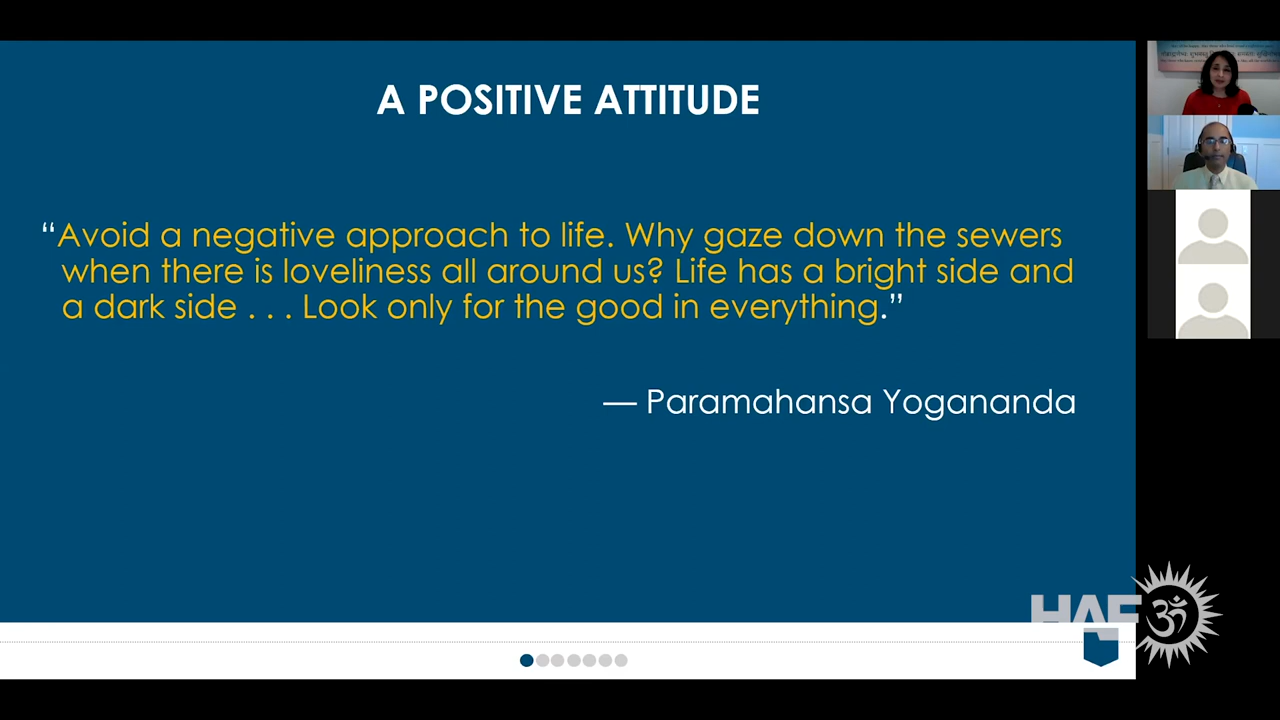 A POSITIVE ATTITUDE
“Avoid a negative approach to life. Why gaze down the sewers
when there is loveliness all around us? Life has a bright side and
a dark side . . . Look only for the good in everything.”
— Paramahansa Yogananda
HAF
ॐ